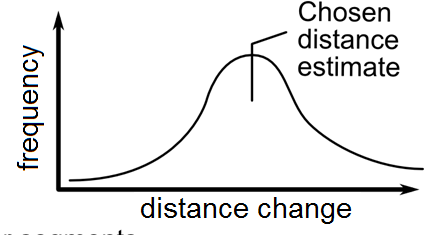 Chosen
distance
estimate
frequency
distance change